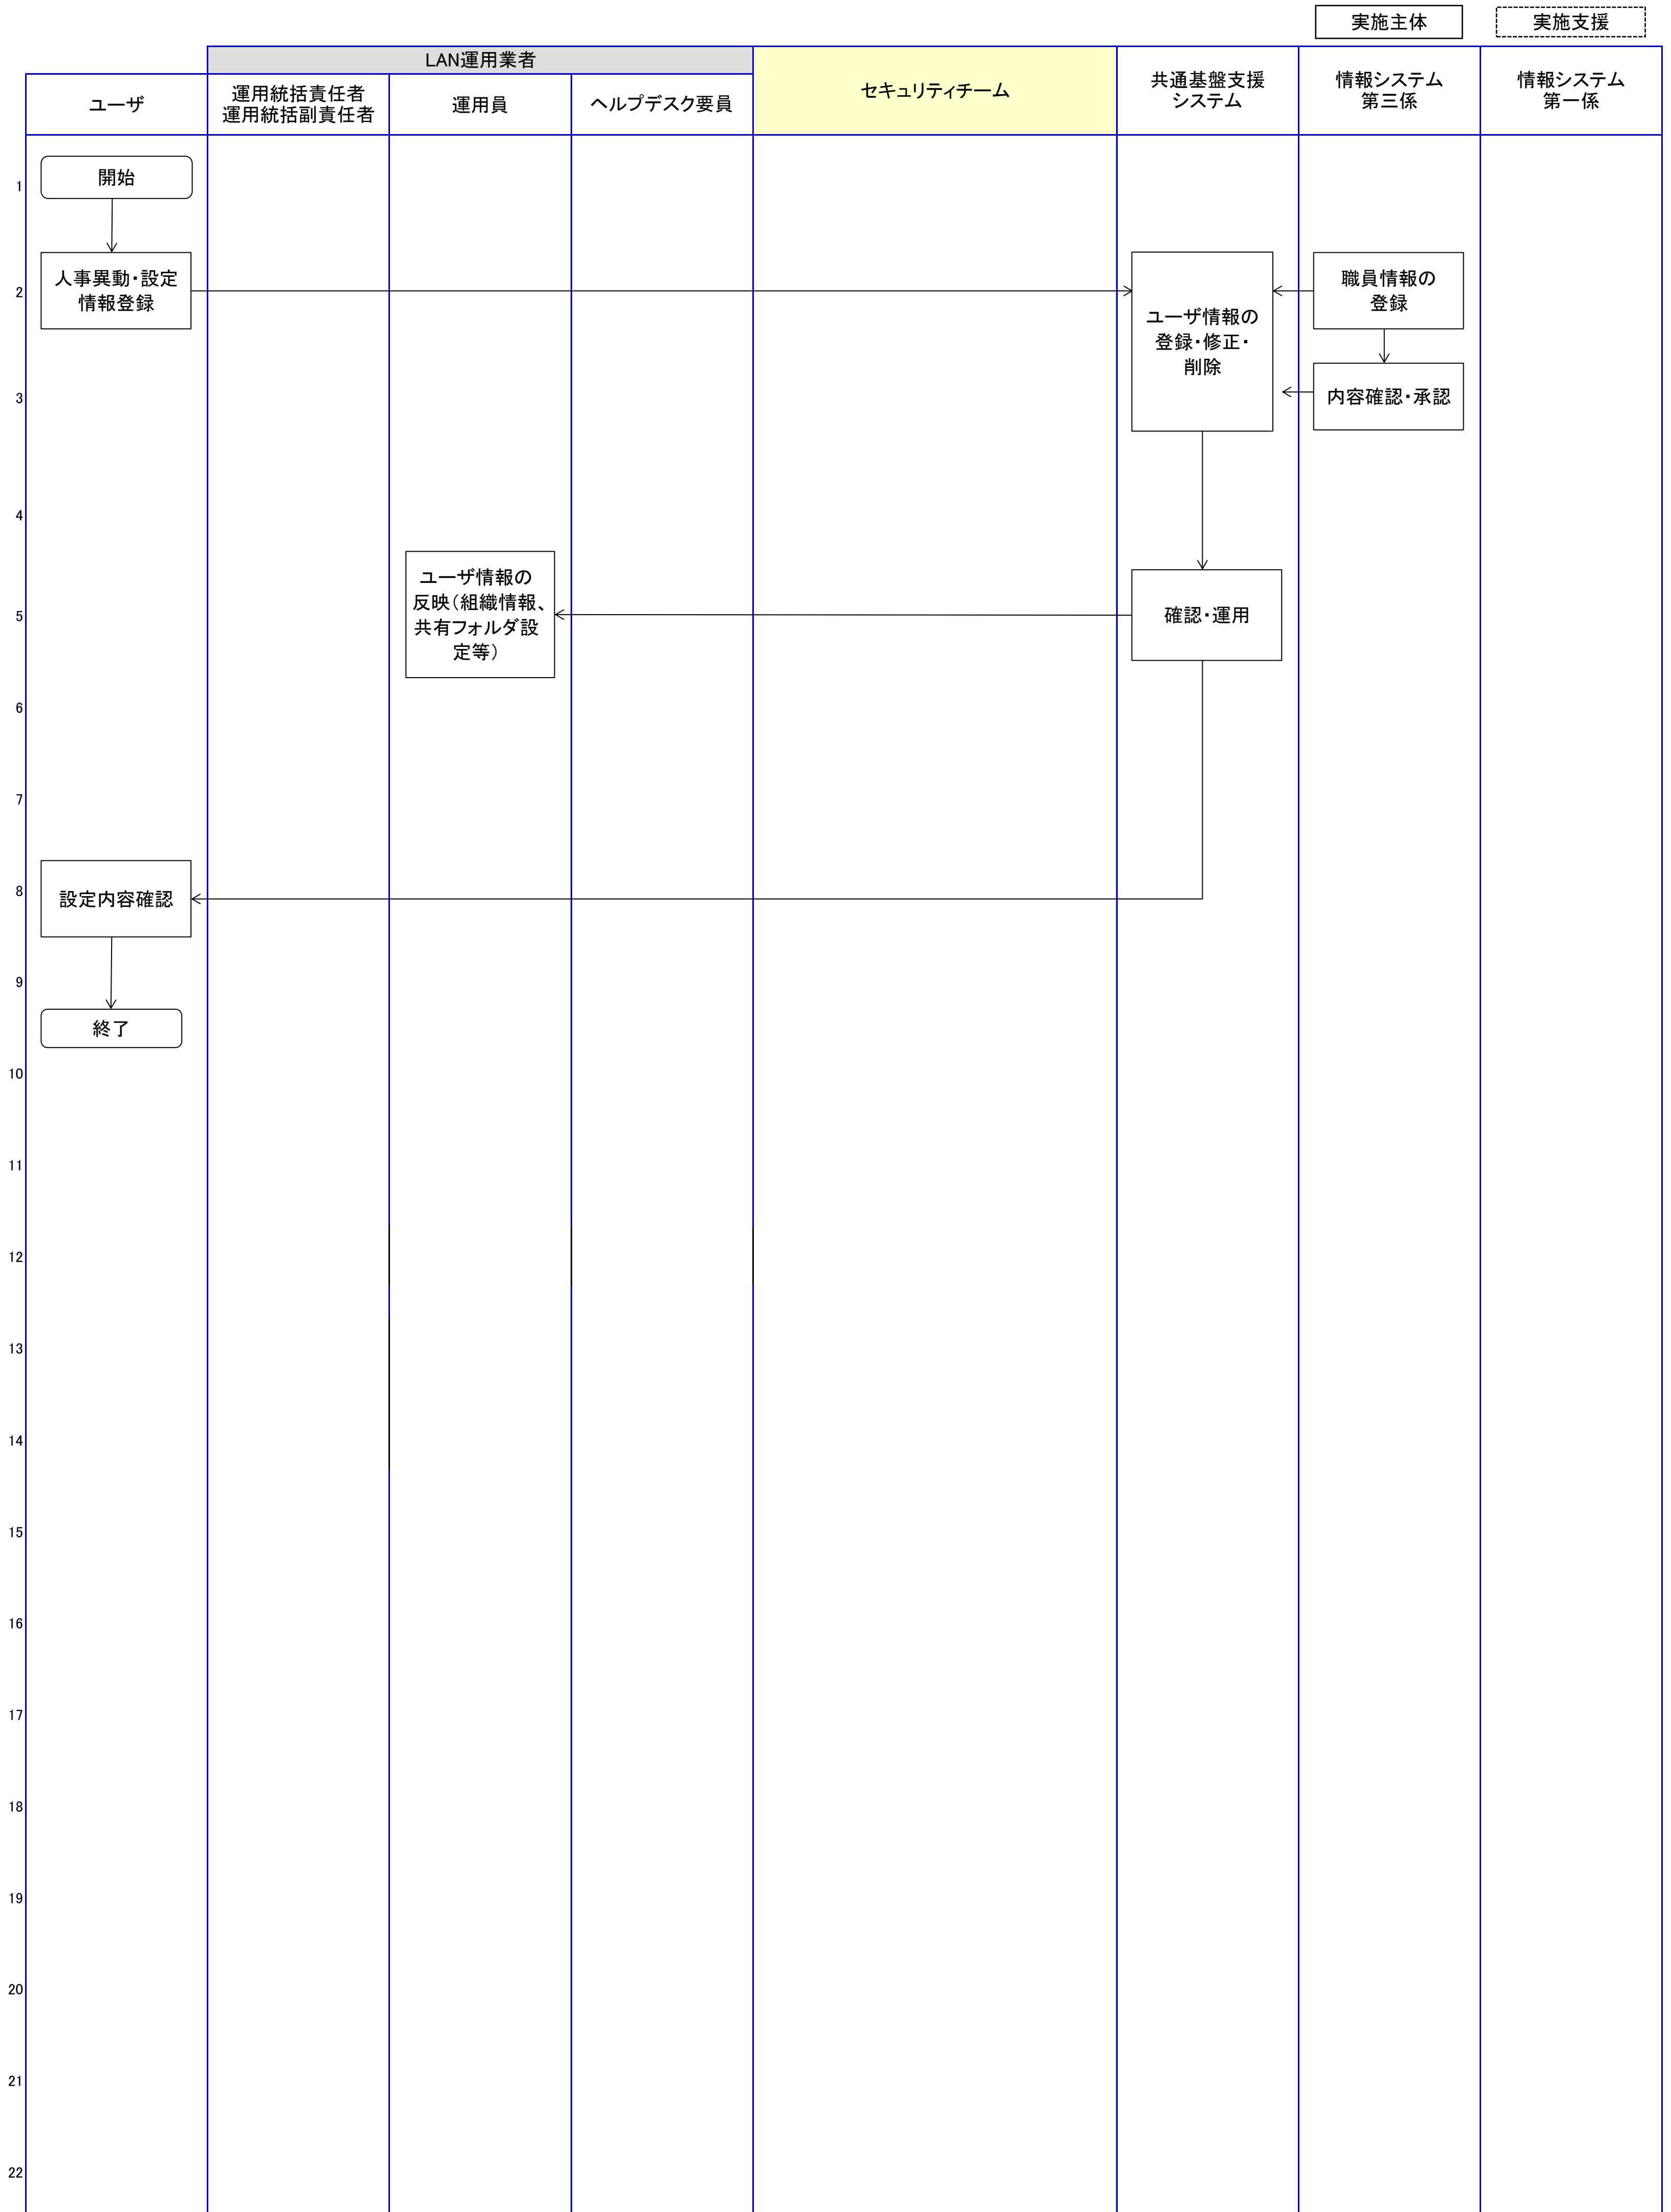 実施主体
実施支援
LAN運用業者
ユーザ
運用統括責任者
運用統括副責任者
運用員
ヘルプデスク要員
セキュリティチーム
共通基盤支援
システム
情報システム
第三係
情報システム
第一係
1
開始
2
人事異動・設定
情報登録
ユーザ情報の
登録・修正・
削除
職員情報の
登録
3
内容確認・承認
4
5
ユーザ情報の
反映（組織情報、
共有フォルダ設
定等）
確認・運用
6
7
8
設定内容確認
9
終了
10
11
12
13
14
15
16
17
18
19
20
21
22